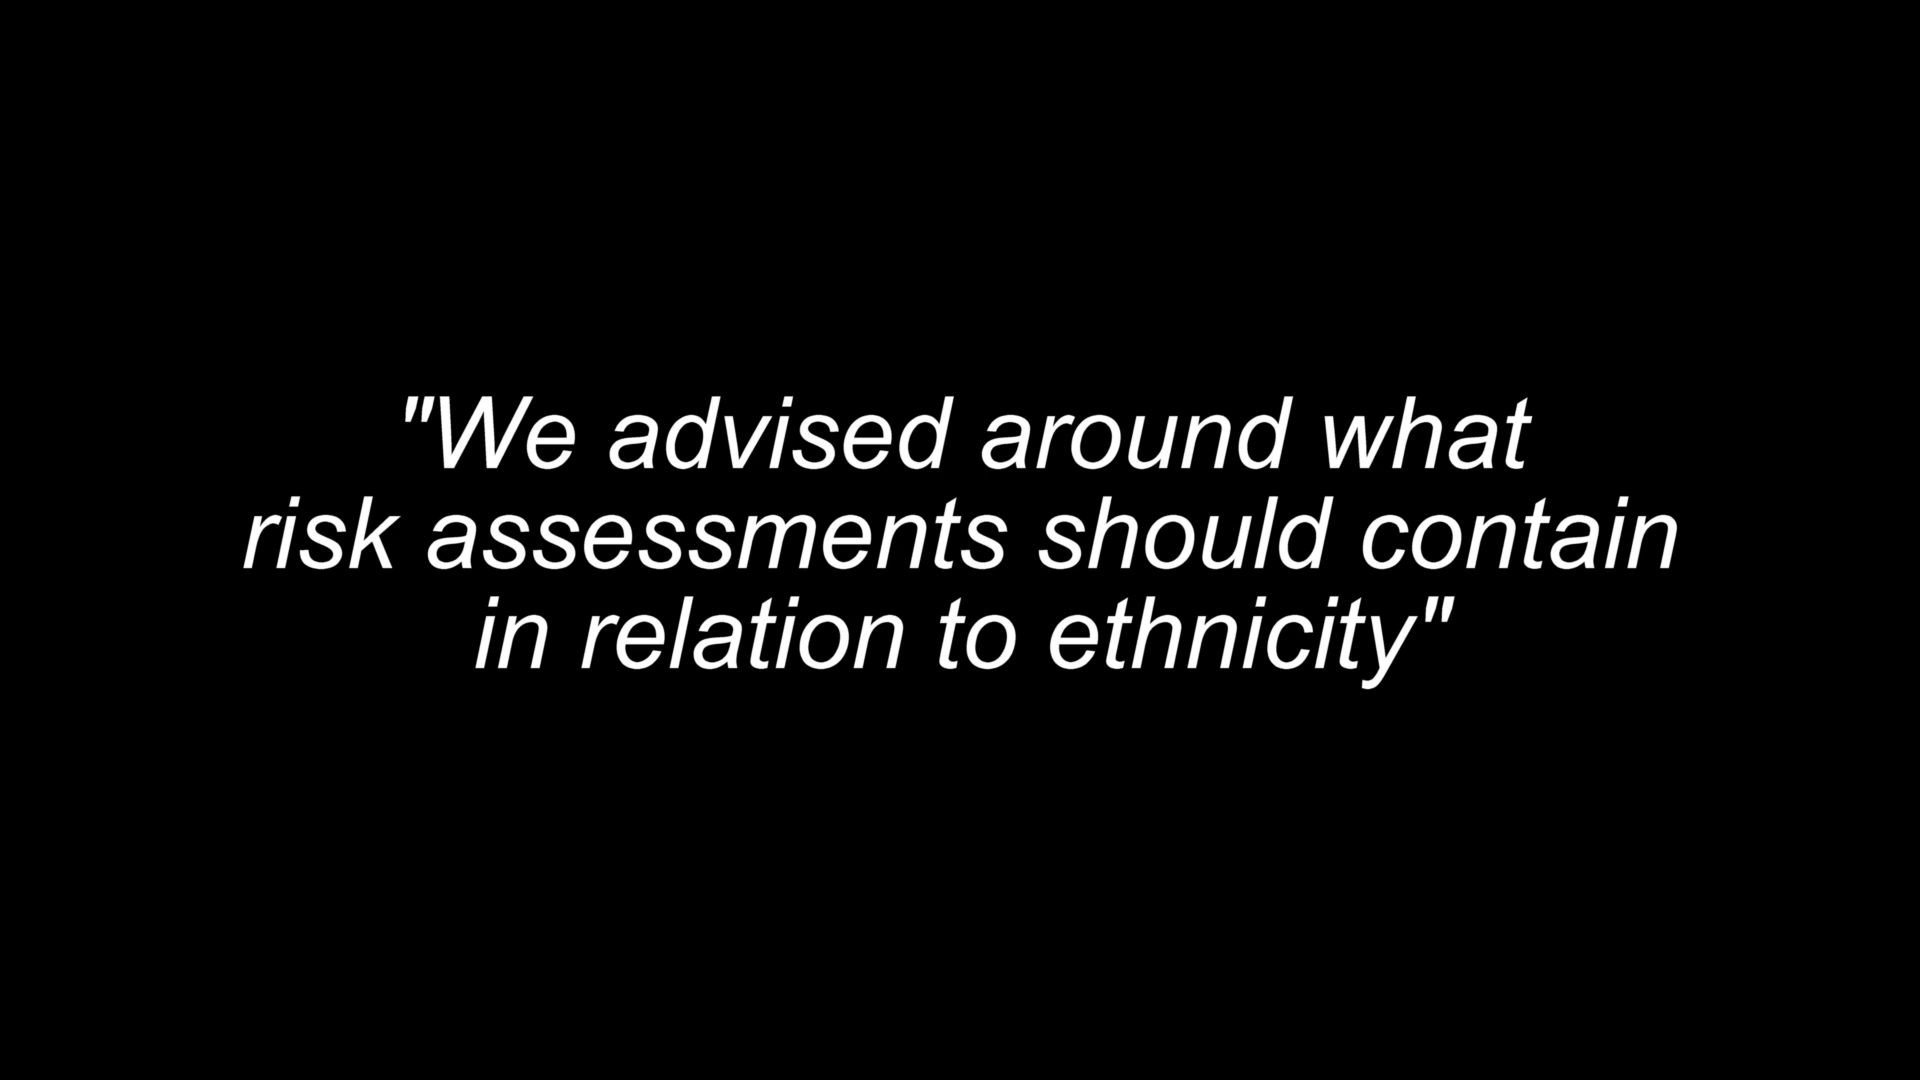 "We advised around what
risk assessments should contain
in relation to ethnicity"